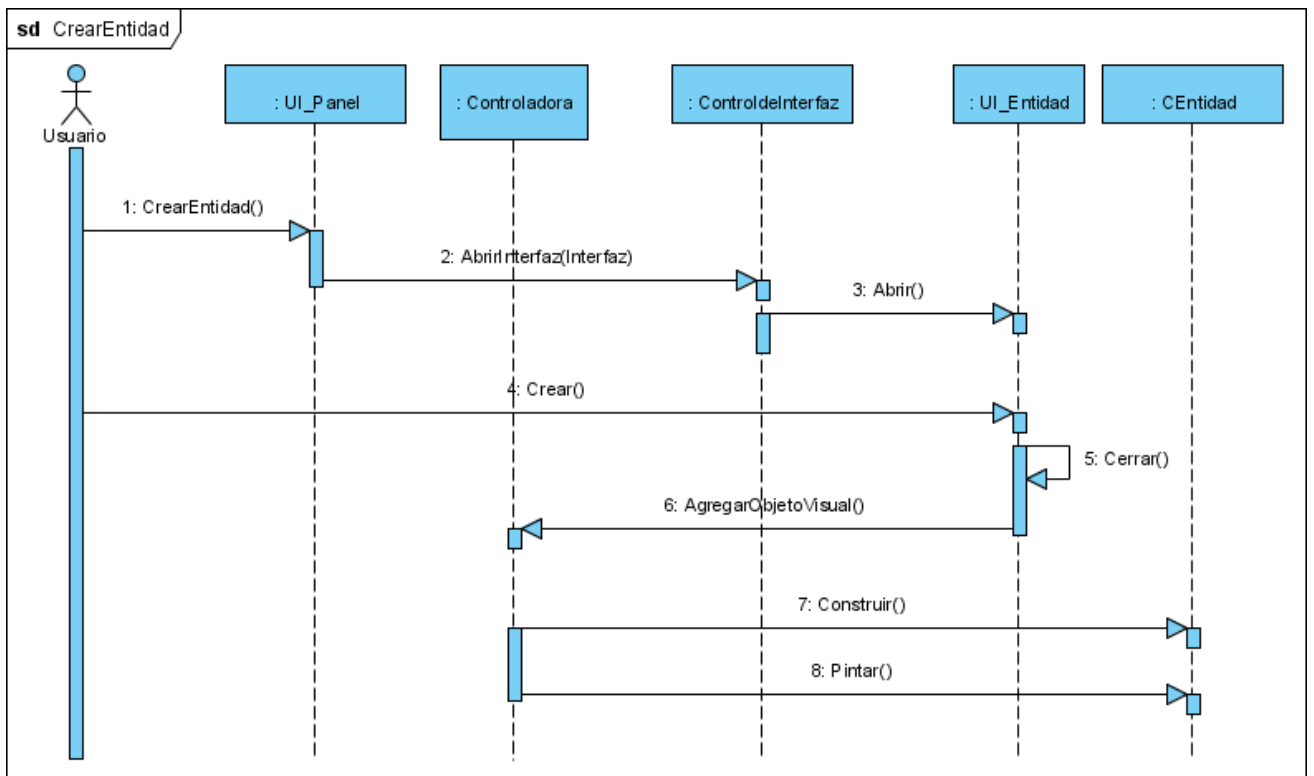 sd CrearEntidad
Usuario
: UI_Panel
: Controladora
: ControldeInterfaz
: UI_Entidad
: CEntidad
1: CrearEntidad()
2: AbrirInterfaz(Interfaz)
3: Abrir()
4: Crear()
5: Cerrar()
6: AgregarObjetoVisual()
7: Construir()
8: Pintar()